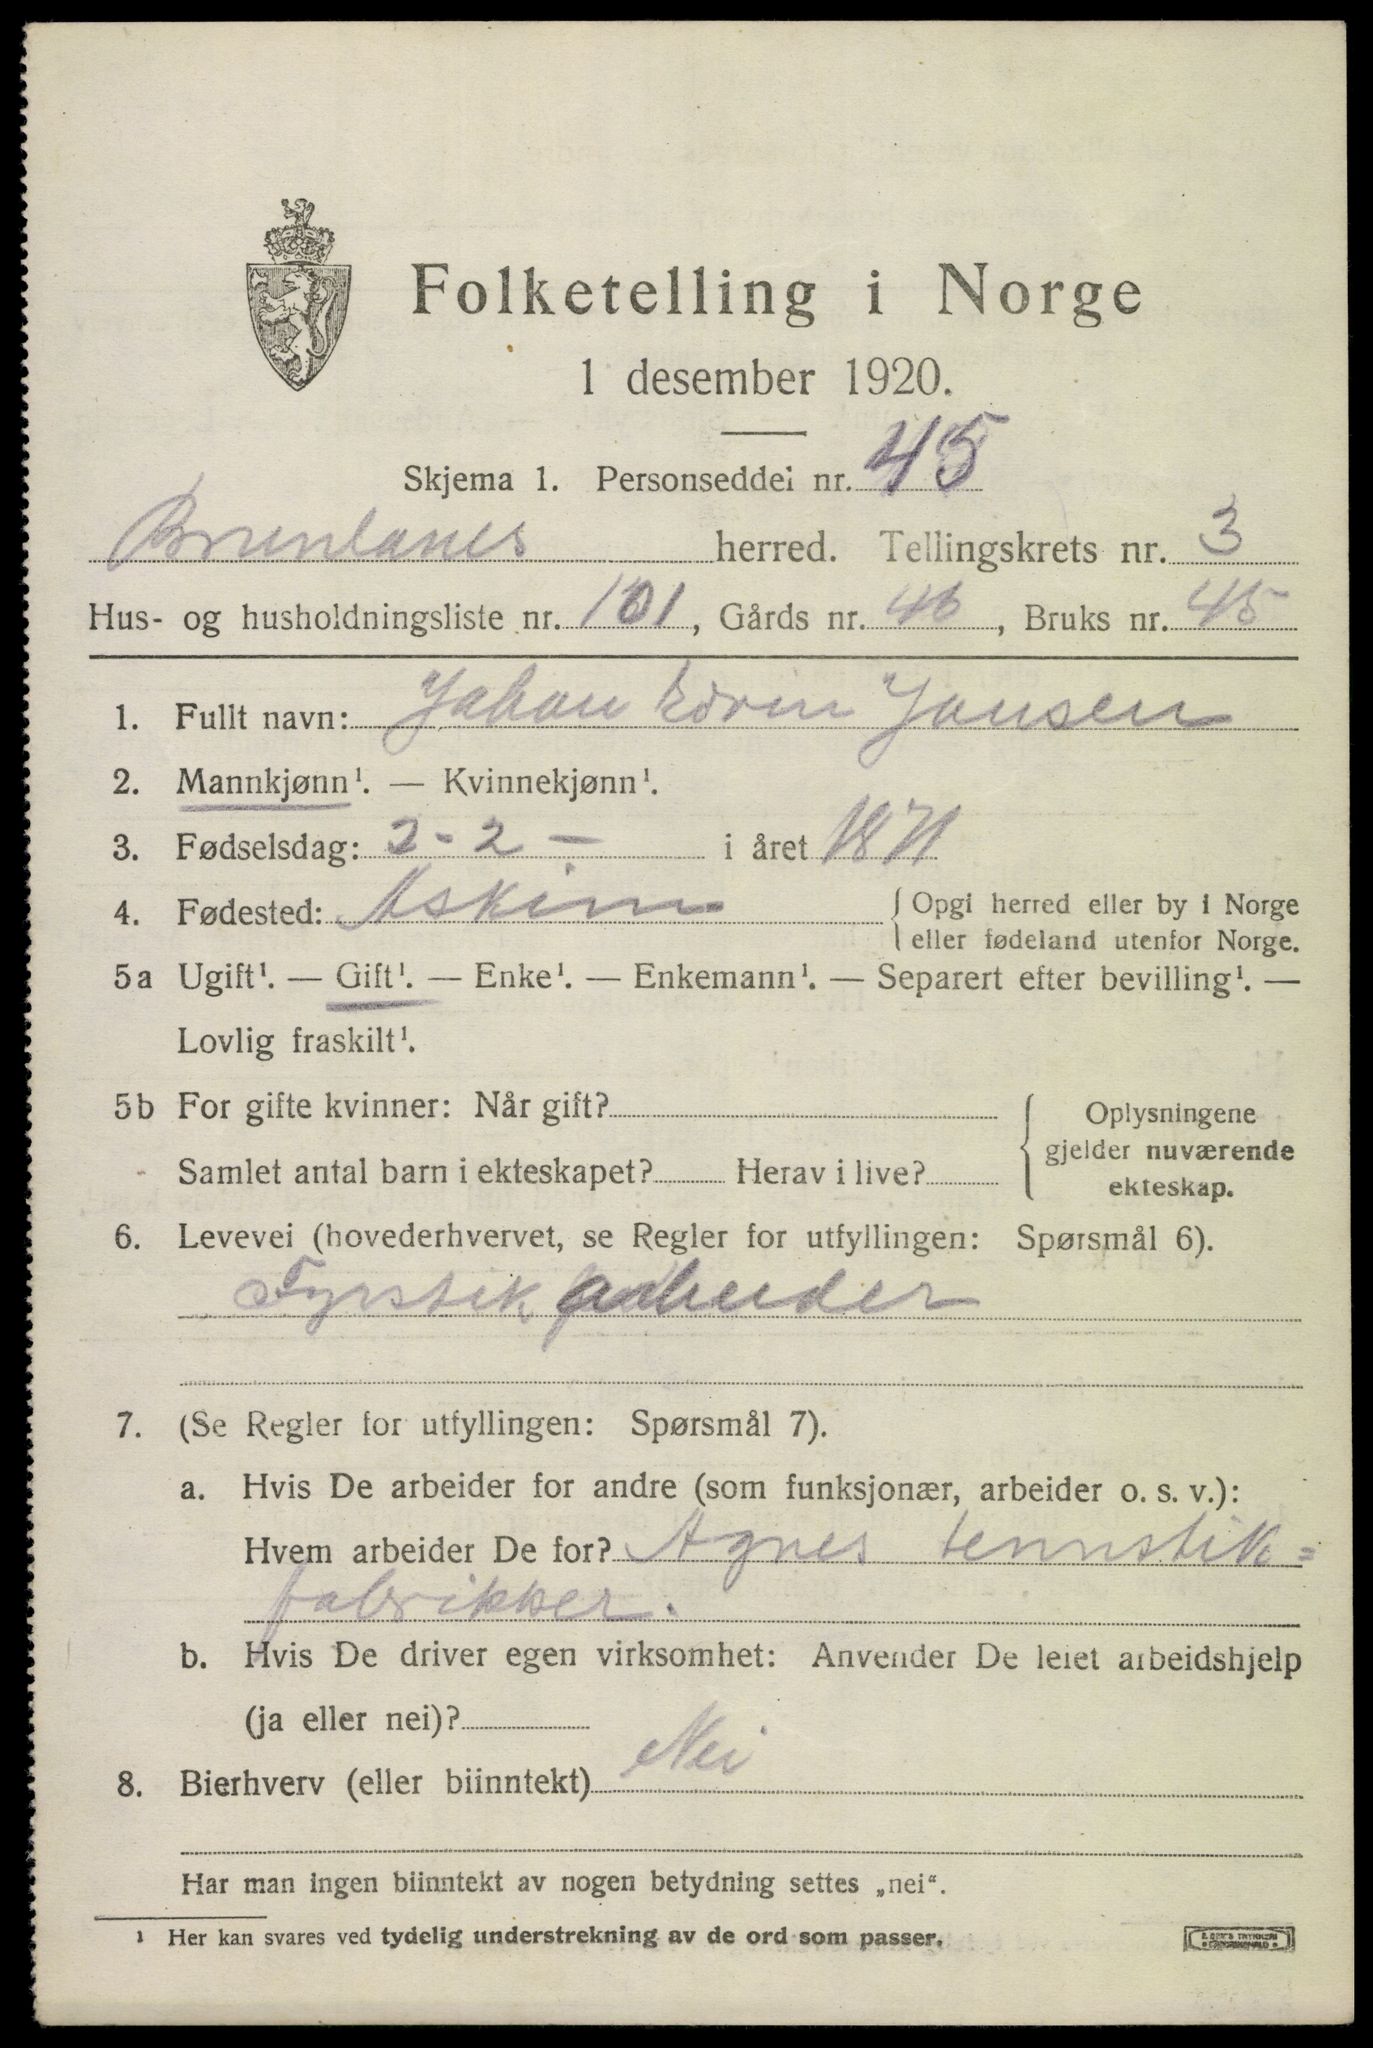 Folketelling i Norge
1 desember 1920.
Skjema 1. Personseddel nr. 45
Brunlanes herred. Tellingskrets nr. 3
Hus- og husholdningsliste nr. 101, Gårds nr. 46, Bruks nr. 45
1. Fullt navn: Johan Edvin Jansen
2. Mannkjønn¹. — Kvinnekjønn¹.
3. Fødselsdag: 2-2- i året 1871
4. Fødested: Askim { Opgi herred eller by i Norge
eller fødeland utenfor Norge.
5a Ugift¹. — Gift¹. — Enke¹. — Enkemann¹. — Separert efter bevilling¹. —
Lovlig fraskilt¹.
5b For gifte kvinner: Når gift? { Oplysningene
gjelder nuværende
ekteskap.
Samlet antal barn i ekteskapet? Herav i live?
6. Levevei (hovederhvervet, se Regler for utfyllingen: Spørsmål 6).
Fyrstik arbeider
7. (Se Regler for utfyllingen: Spørsmål 7).
a. Hvis De arbeider for andre (som funksjonær, arbeider o. s. v.):
Hvem arbeider De for? Agnes tennstik=
fabrikker.
b. Hvis De driver egen virksomhet: Anvender De leiet arbeidshjelp
(ja eller nei)?
8. Bierhverv (eller biinntekt) Nei
Har man ingen biinntekt av nogen betydning settes „nei“.
¹ Her kan svares ved tydelig understrekning av de ord som passer.